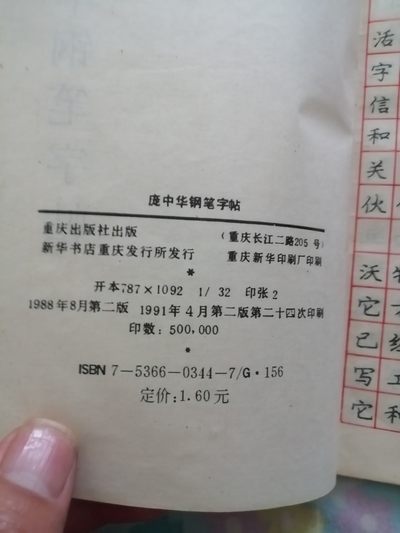 庞中华钢笔字帖
重庆出版社出版 (重庆长江二路205号)
新华书店重庆发行所发行 重庆新华印刷厂印刷
*
开本787×1092 1/32 印张2
1988年8月第二版 1991年4月第二版第二十四次印刷
印数:500,000
*
ISBN 7-5366-0344-7/G·156
定价:1.60元
活
字
信
和
关
伙
沃
它
已
写
它